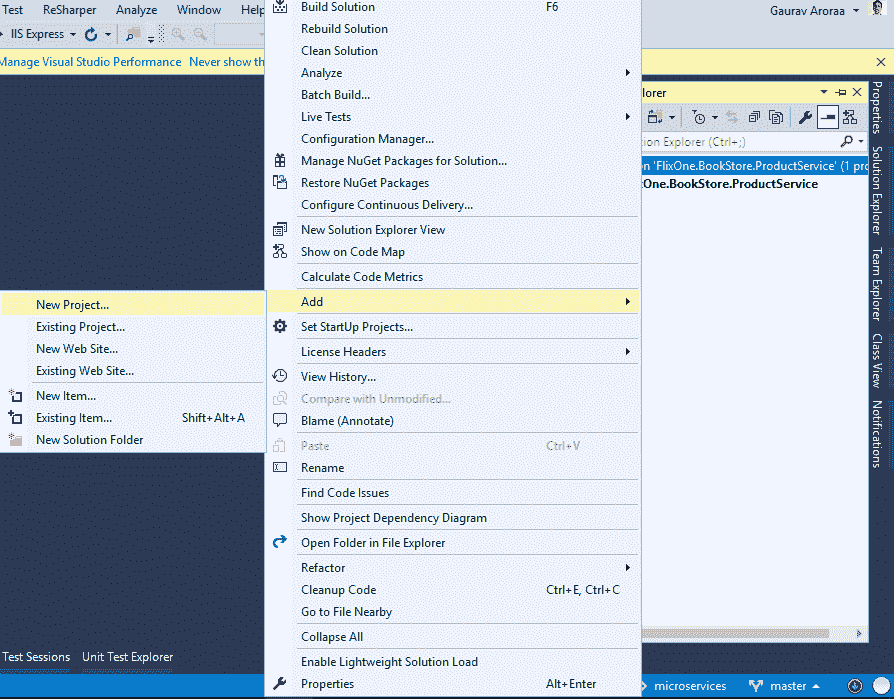 Test ReSharper Analyze Window Help
Gaurav Aroraa
IIS Express
Manage Visual Studio Performance Never show th
Build Solution F6
Rebuild Solution
Clean Solution
Analyze
Batch Build...
Live Tests
Configuration Manager...
Manage NuGet Packages for Solution...
Restore NuGet Packages
Configure Continuous Delivery...
New Solution Explorer View
Show on Code Map
Calculate Code Metrics
Add
Set StartUp Projects...
License Headers
View History...
Compare with Unmodified...
Blame (Annotate)
Paste Ctrl+V
Rename
Find Code Issues
Show Project Dependency Diagram
Open Folder in File Explorer
Refactor
Cleanup Code Ctrl+E, Ctrl+C
Go to File Nearby
Collapse All
Enable Lightweight Solution Load
Properties Alt+Enter
New Project...
Existing Project...
New Web Site...
Existing Web Site...
New Item...
Existing Item... Shift+Alt+A
New Solution Folder
lorer
ion Explorer (Ctrl+;)
n 'FlixOne.BookStore.ProductService' (1 pro
One.BookStore.ProductService
Properties
Solution Explorer
Team Explorer
Class View
Notifications
Test Sessions Unit Test Explorer
microservices master